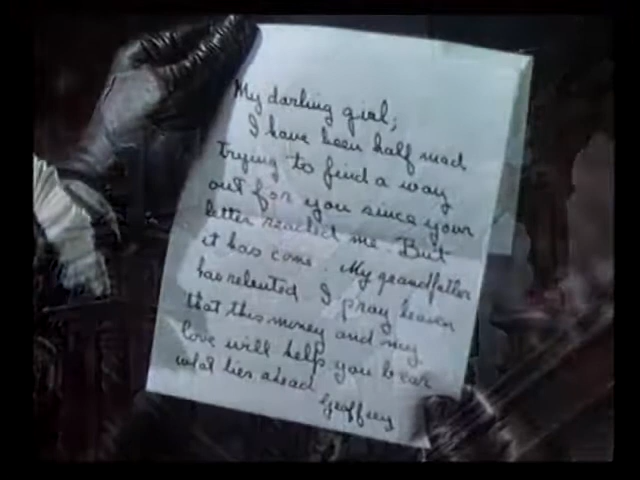 My darling girl;
I have been half mad
trying to find a way
out for you since your
letter reached me. But
it has come. My grandfather
has relented I pray heaven
that this money and my
love will help you bear
what lies ahead
Geoffrey